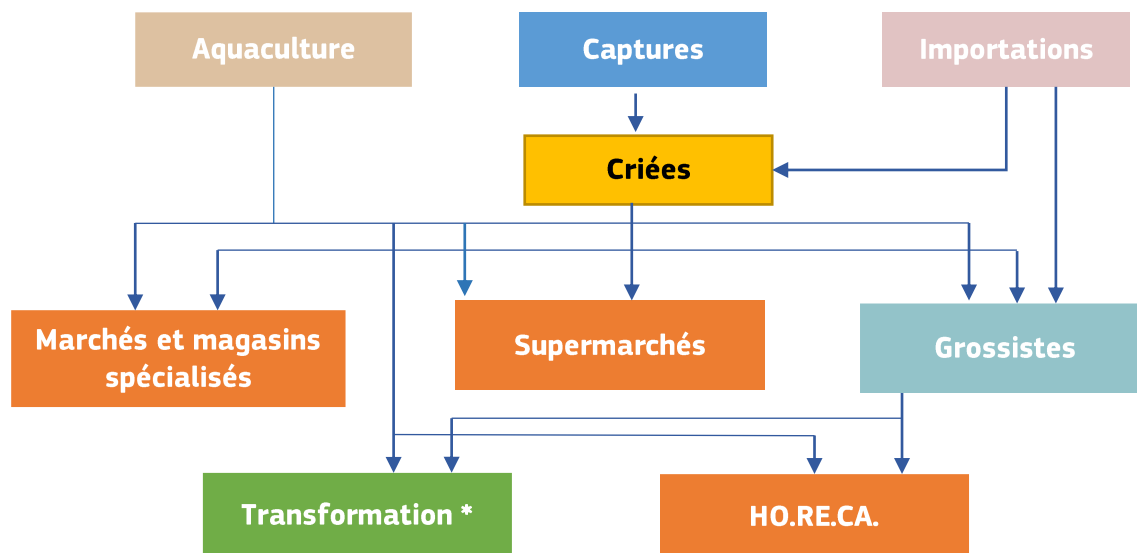 Aquaculture
Captures
Importations
Criées
Marchés et magasins
spécialisés
Supermarchés
Grossistes
Transformation *
HO.RE.CA.